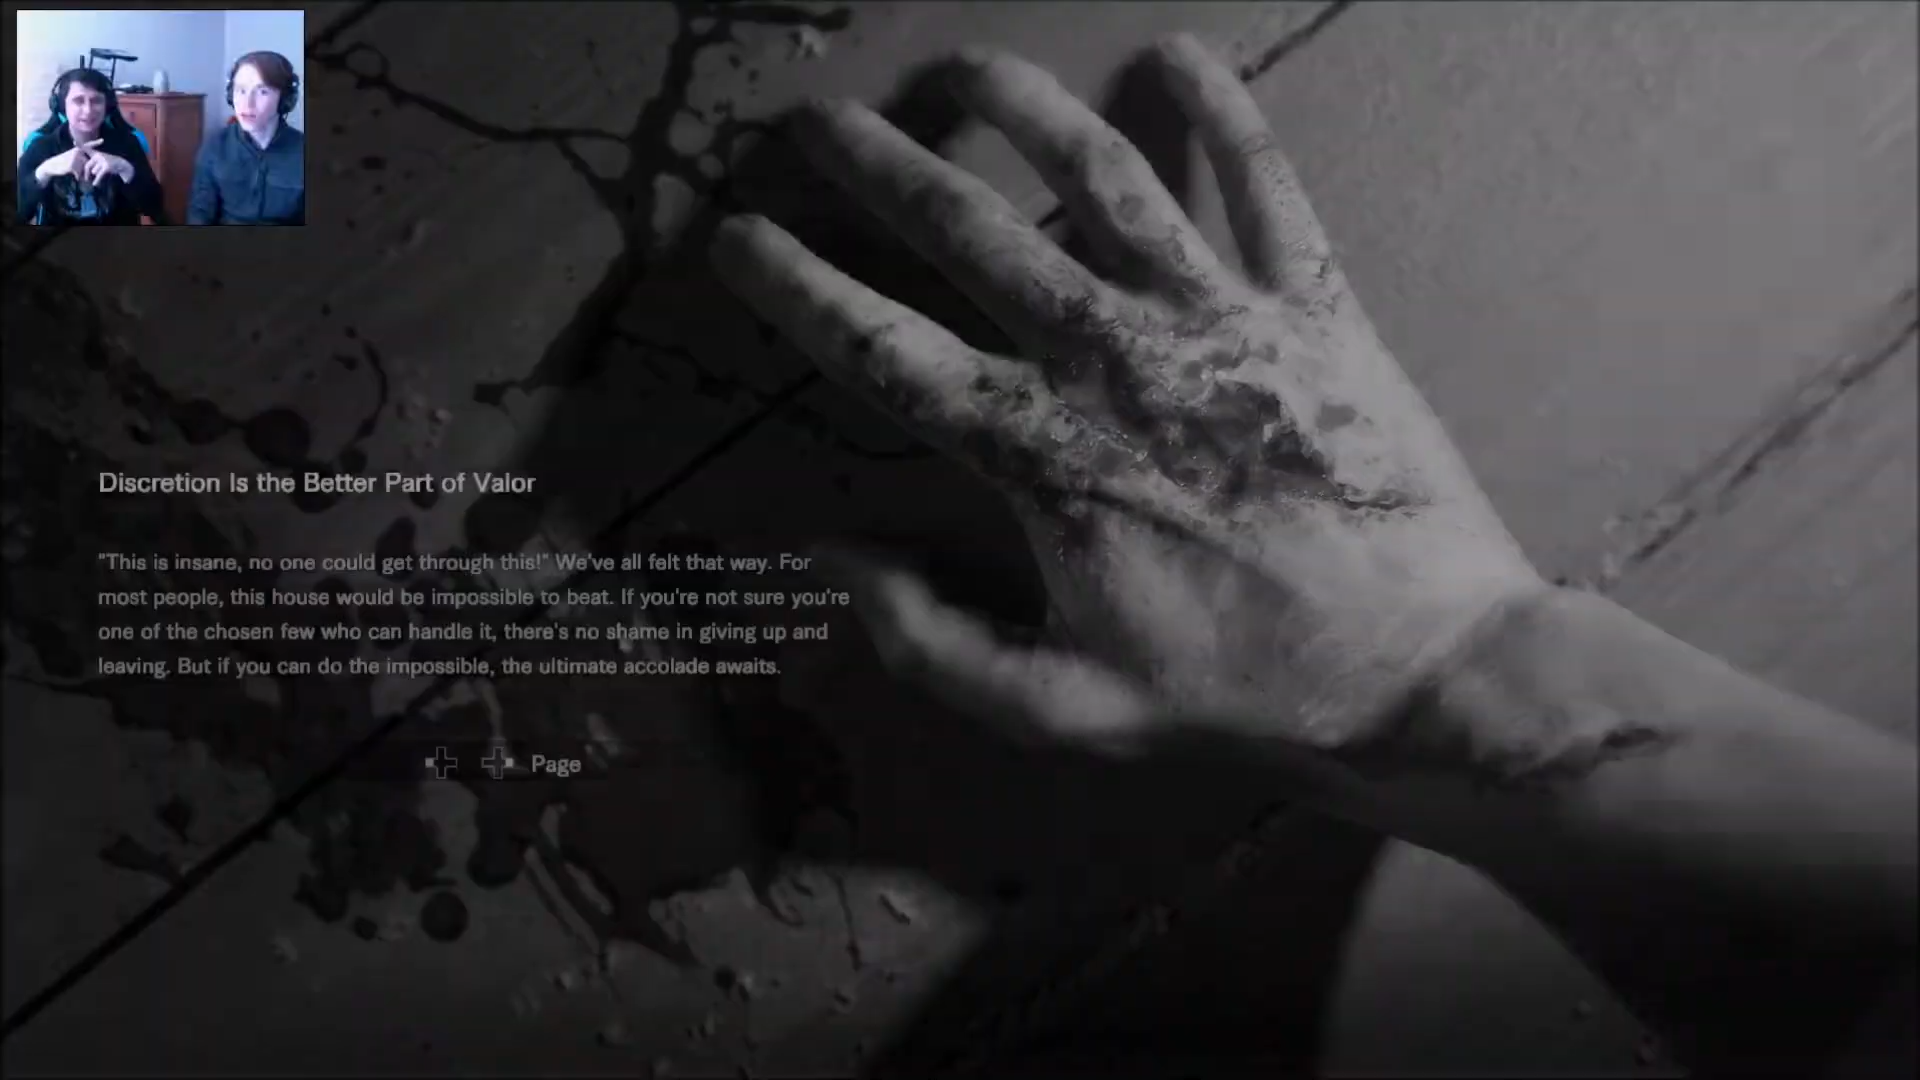 Discretion Is the Better Part of Valor
"This is insane, no one could get through this!" We've all felt that way. For
most people, this house would be impossible to beat. If you're not sure you're
one of the chosen few who can handle it, there's no shame in giving up and
leaving. But if you can do the impossible, the ultimate accolade awaits.
Page